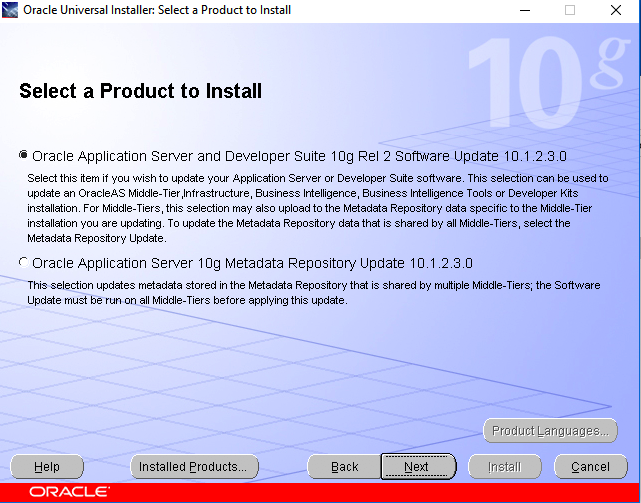 Oracle Universal Installer: Select a Product to Install
10g
Select a Product to Install
Oracle Application Server and Developer Suite 10g Rel 2 Software Update 10.1.2.3.0
Select this item if you wish to update your Application Server or Developer Suite software. This selection can be used to
update an OracleAS Middle-Tier,Infrastructure, Business Intelligence, Business Intelligence Tools or Developer Kits
installation. For Middle-Tiers, this selection may also upload to the Metadata Repository data specific to the Middle-Tier
installation you are updating. To update the Metadata Repository data that is shared by all Middle-Tiers, select the
Metadata Repository Update.
Oracle Application Server 10g Metadata Repository Update 10.1.2.3.0
This selection updates metadata stored in the Metadata Repository that is shared by multiple Middle-Tiers; the Software
Update must be run on all Middle-Tiers before applying this update.
Product Languages...
Help Installed Products... Back Next Install Cancel
ORACLE